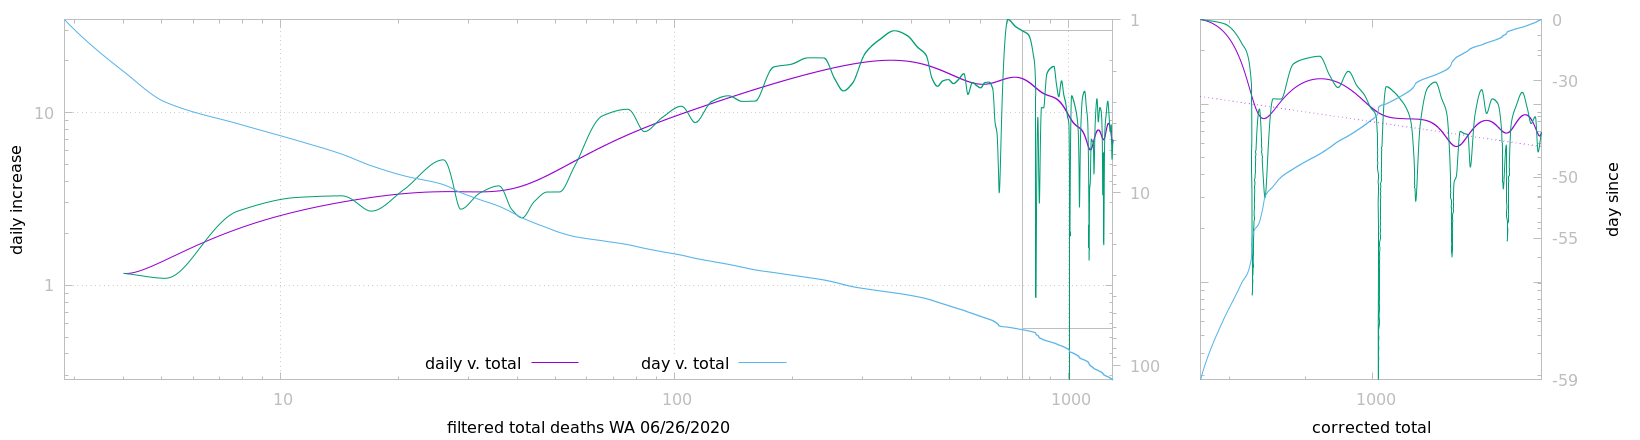 daily increase
10
1
1
10
100
daily v. total
day v. total
10
100
1000
filtered total deaths WA 06/26/2020
0
-30
-50
-55
-59
day since
1000
corrected total